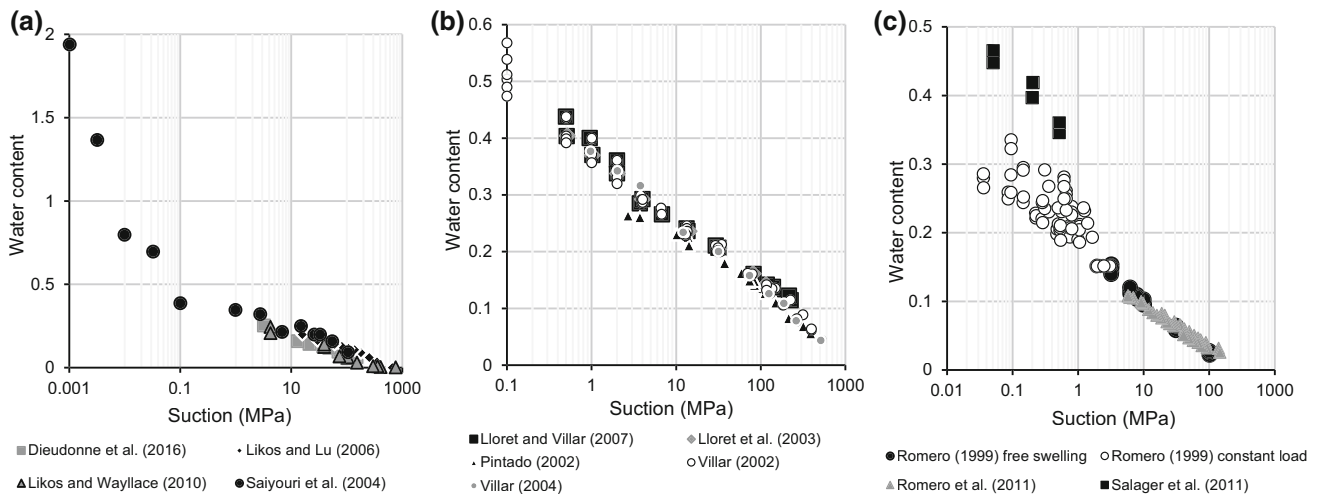 (a)
2
1.5
1
0.5
0
Water content
0.001
0.1
10
1000
Suction (MPa)
Dieudonne et al. (2016)
Likos and Lu (2006)
Likos and Wayllace (2010)
Saiyouri et al. (2004)
(b)
0.6
0.5
0.4
0.3
0.2
0.1
0
Water content
0.1
1
10
100
1000
Suction (MPa)
Lloret and Villar (2007)
Lloret et al. (2003)
Pintado (2002)
Villar (2002)
Villar (2004)
(c)
0.5
0.4
0.3
0.2
0.1
0
Water content
0.01
0.1
1
10
100
1000
Suction (MPa)
Romero (1999) free swelling
Romero (1999) constant load
Romero et al. (2011)
Salager et al. (2011)